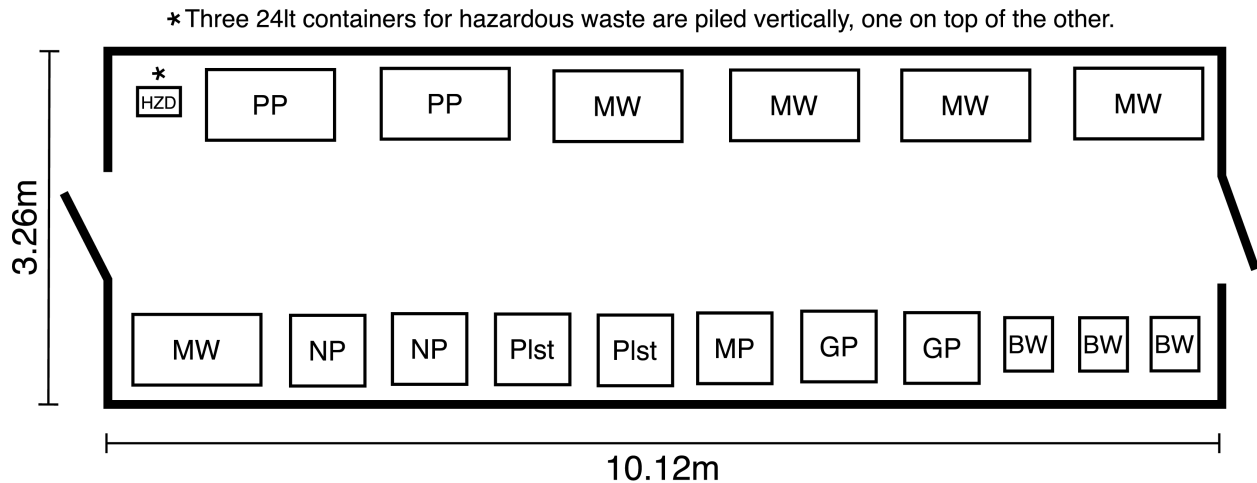 * Three 24lt containers for hazardous waste are piled vertically, one on top of the other.
*
HZD PP PP MW MW MW MW
3.26m
MW NP NP Plst Plst MP GP GP BW BW BW
10.12m